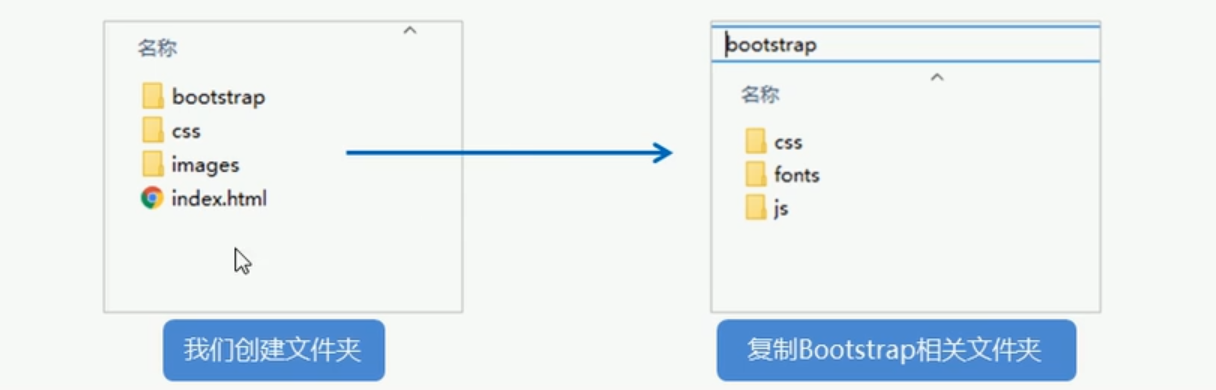 名称
bootstrap
css
images
index.html
我们创建文件夹
bootstrap
名称
css
fonts
js
复制Bootstrap相关文件夹